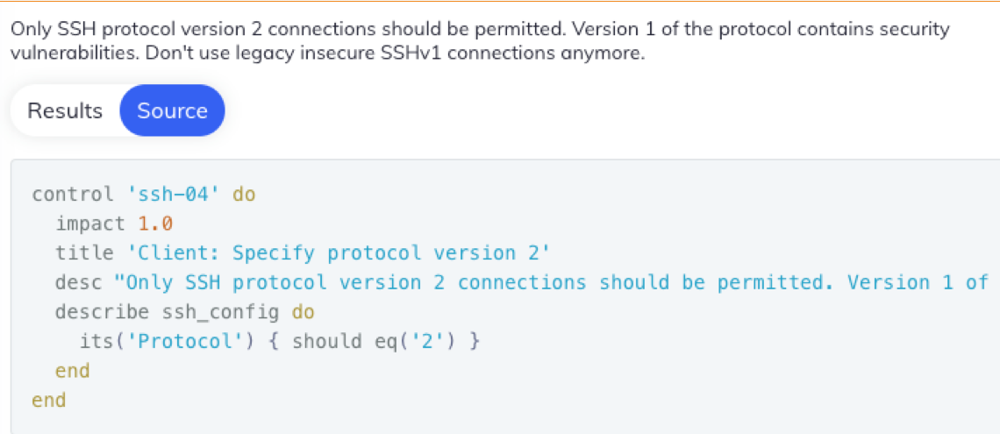 Only SSH protocol version 2 connections should be permitted. Version 1 of the protocol contains security
vulnerabilities. Don't use legacy insecure SSHv1 connections anymore.
Results Source
control 'ssh-04' do
  impact 1.0
  title 'Client: Specify protocol version 2'
  desc "Only SSH protocol version 2 connections should be permitted. Version 1 of
  describe ssh_config do
    its('Protocol') { should eq('2') }
  end
end